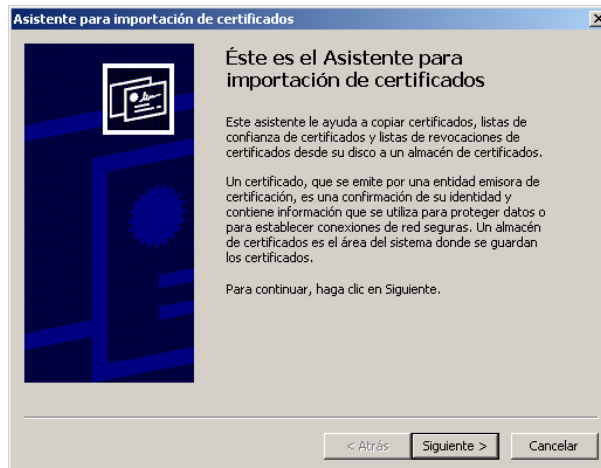 Asistente para importación de certificados
Éste es el Asistente para
importación de certificados
Este asistente le ayuda a copiar certificados, listas de
confianza de certificados y listas de revocaciones de
certificados desde su disco a un almacén de certificados.
Un certificado, que se emite por una entidad emisora de
certificación, es una confirmación de su identidad y
contiene información que se utiliza para proteger datos o
para establecer conexiones de red seguras. Un almacén
de certificados es el área del sistema donde se guardan
los certificados.
Para continuar, haga clic en Siguiente.
< Atrás
Siguiente >
Cancelar